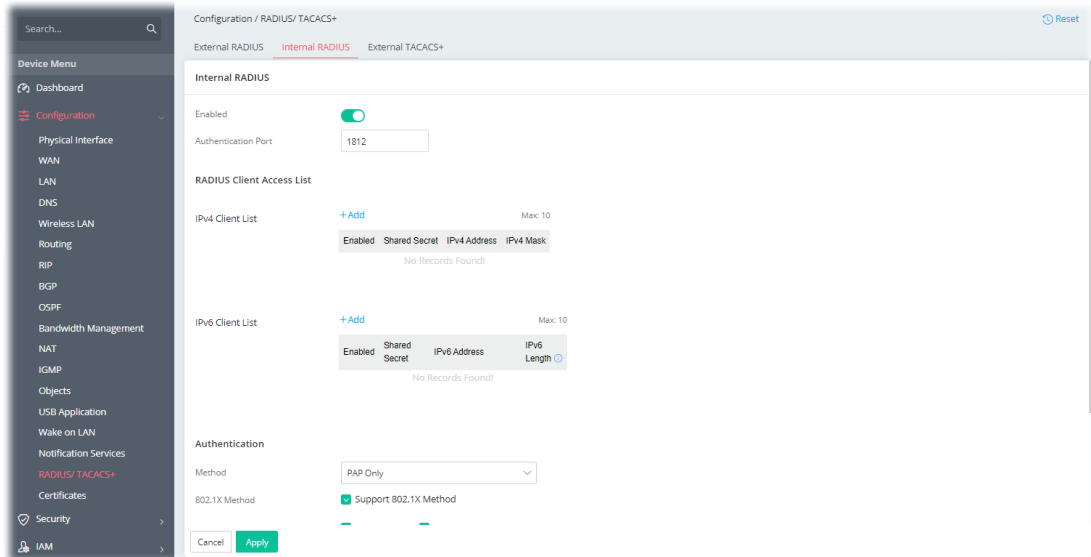 Search...
Device Menu
Dashboard
Configuration
Physical Interface
WAN
LAN
DNS
Wireless LAN
Routing
RIP
BGP
OSPF
Bandwidth Management
NAT
IGMP
Objects
USB Application
Wake on LAN
Notification Services
RADIUS/ TACACS+
Certificates
Security
IAM
Configuration / RADIUS/ TACACS+
Reset
External RADIUS Internal RADIUS External TACACS+
Internal RADIUS
Enabled
Authentication Port 1812
RADIUS Client Access List
IPv4 Client List +Add Max: 10
Enabled Shared Secret IPv4 Address IPv4 Mask
No Records Found!
IPv6 Client List +Add Max: 10
Enabled Shared Secret IPv6 Address IPv6 Length
No Records Found!
Authentication
Method PAP Only
802.1X Method Support 802.1X Method
Cancel Apply